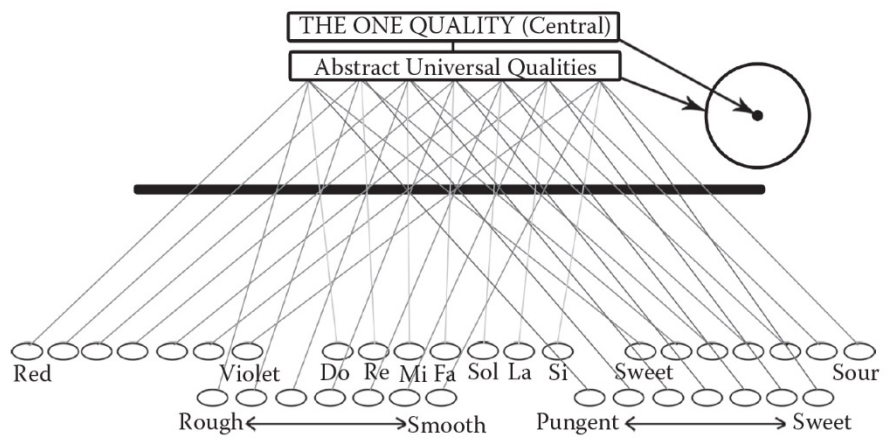 THE ONE QUALITY (Central)
Abstract Universal Qualities
Red Violet Do Re Mi Fa Sol La Si Sweet Sour
Rough Smooth Pungent Sweet